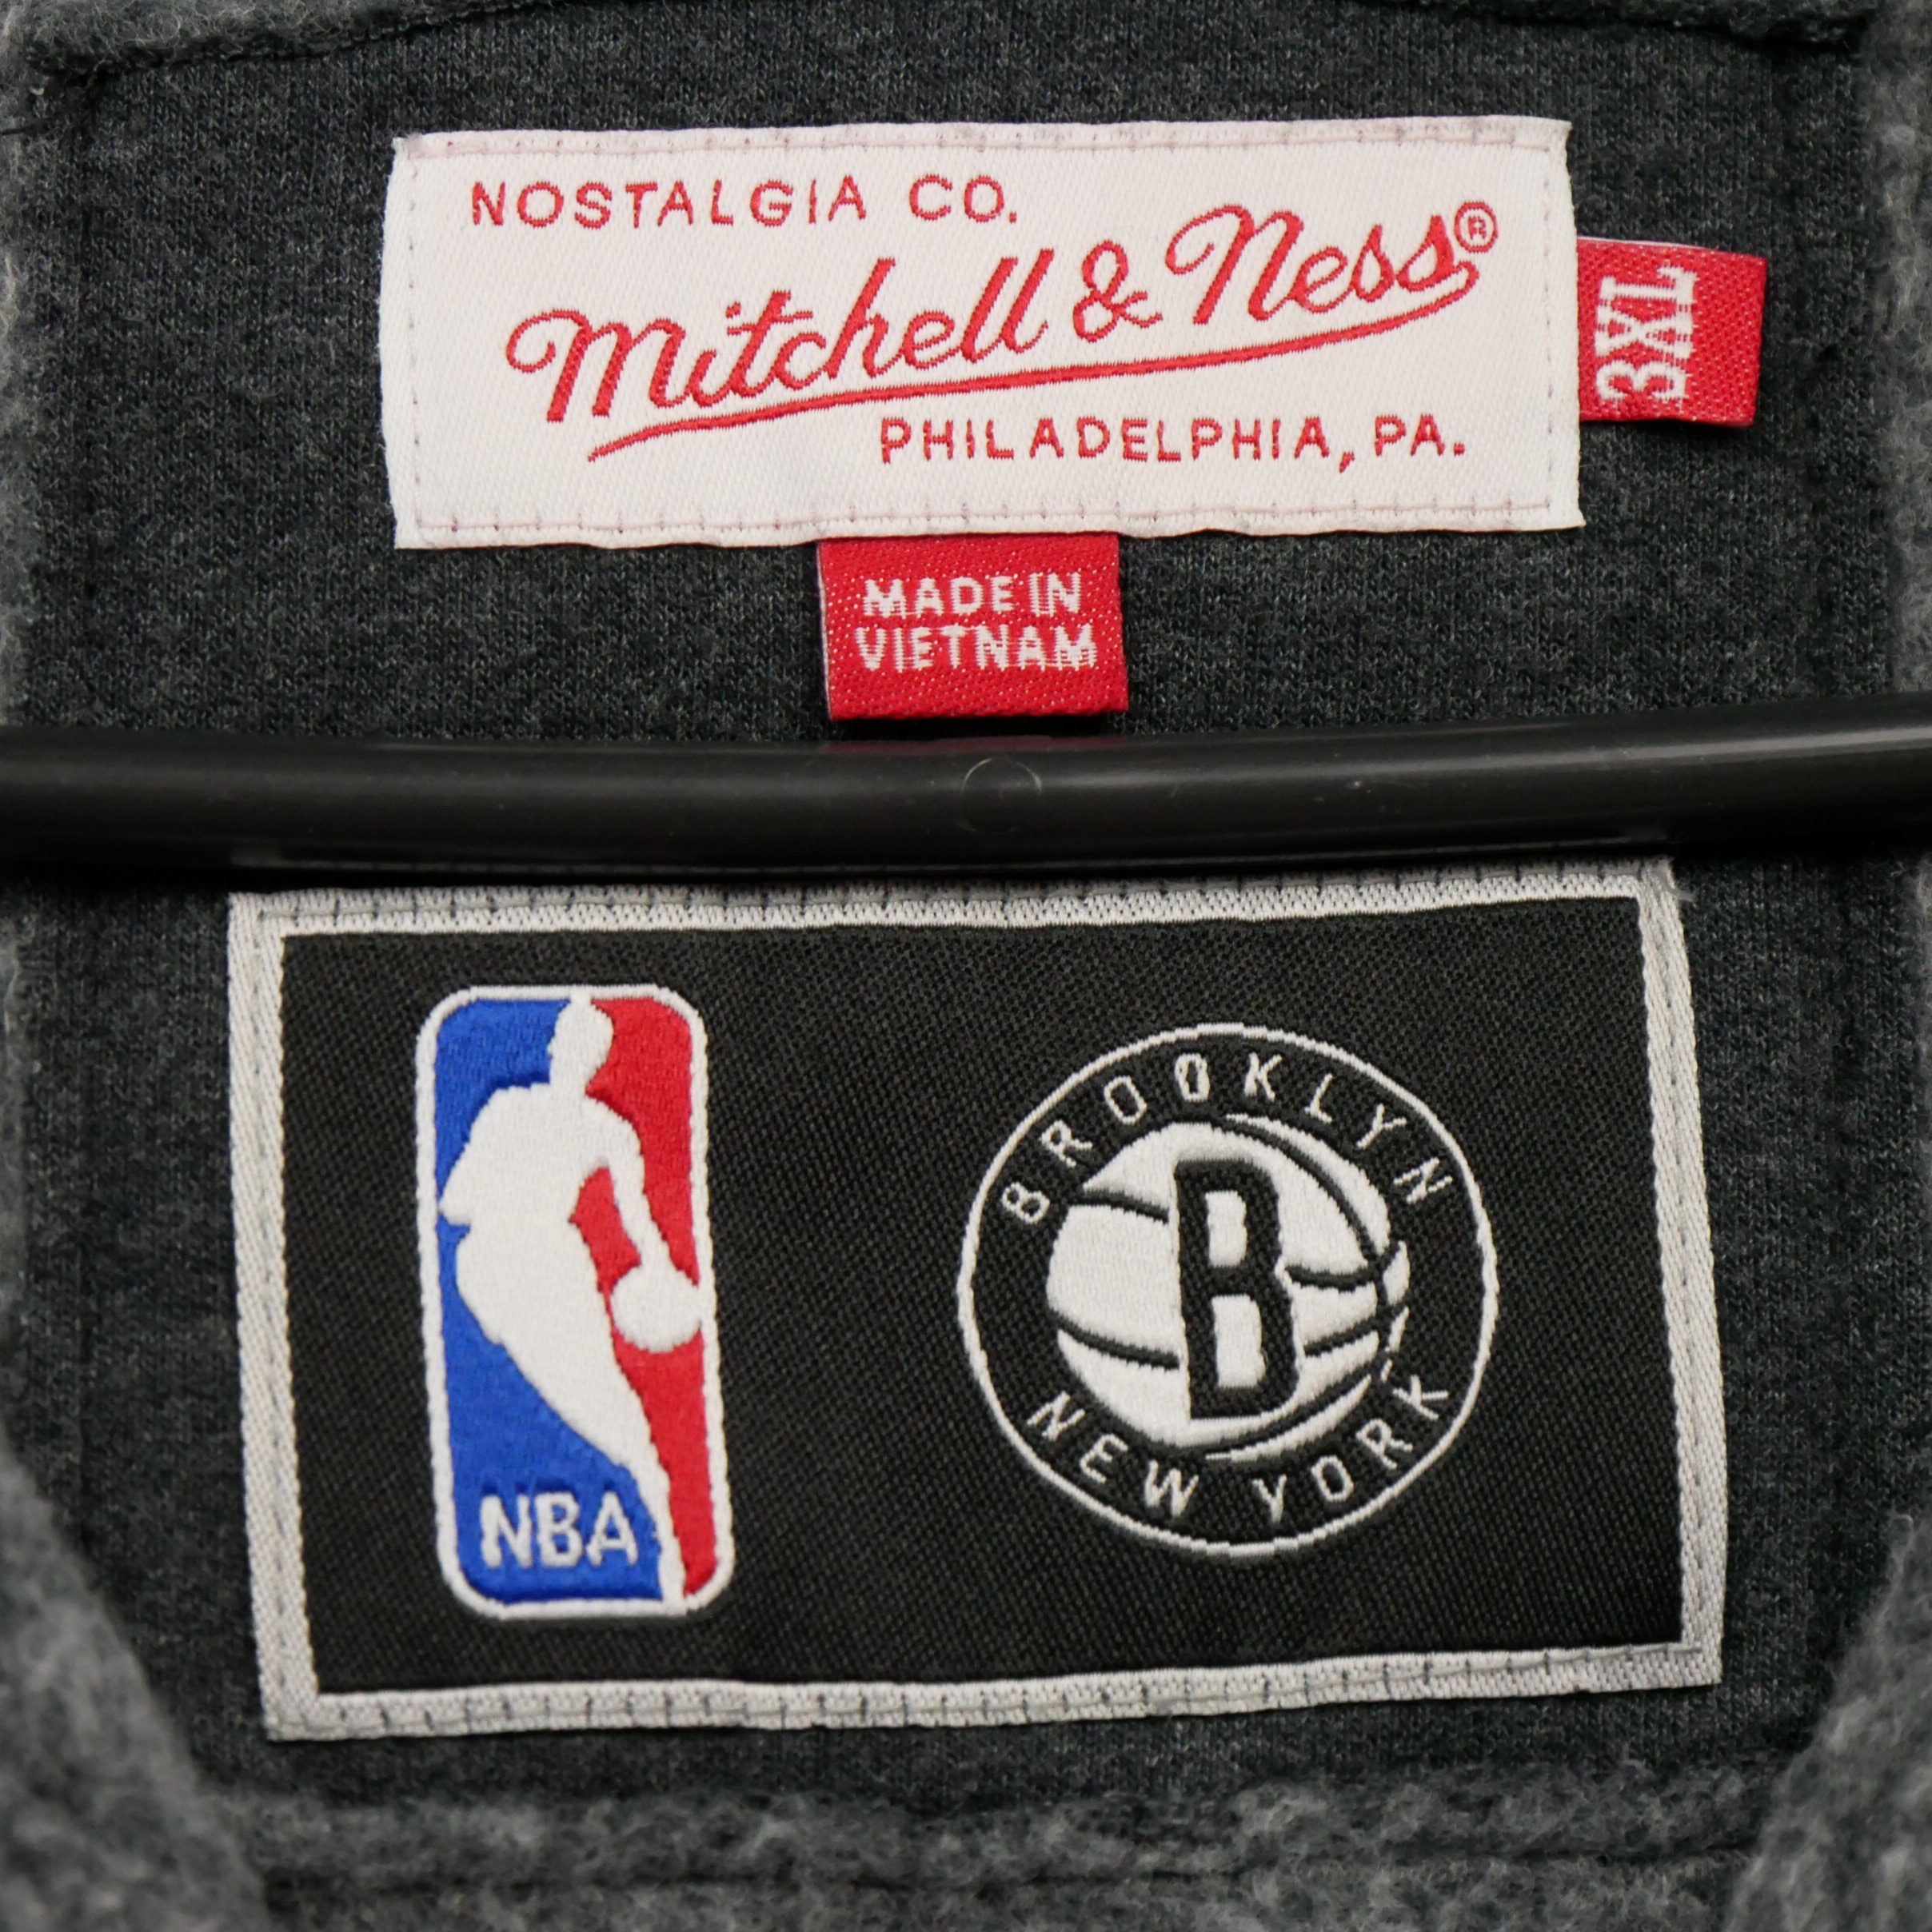 NOSTALGIA CO.
Mitchell & Ness®
PHILADELPHIA, PA.
3XL
MADE IN
VIETNAM
NBA
BROOKLYN
B
NEW YORK